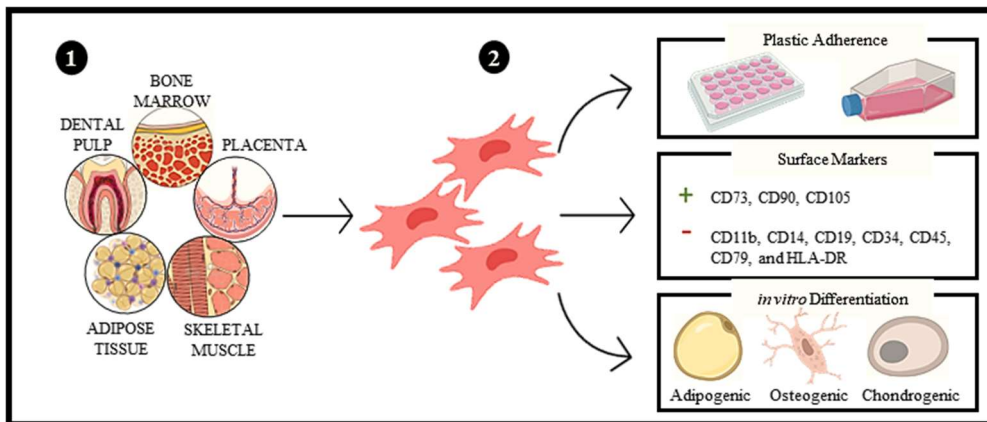 1
BONE
MARROW
DENTAL
PULP
PLACENTA
ADIPOSE
TISSUE
SKELETAL
MUSCLE
2
Plastic Adherence
Surface Markers
+ CD73, CD90, CD105
- CD11b, CD14, CD19, CD34, CD45,
CD79, and HLA-DR
in vitro Differentiation
Adipogenic Osteogenic Chondrogenic